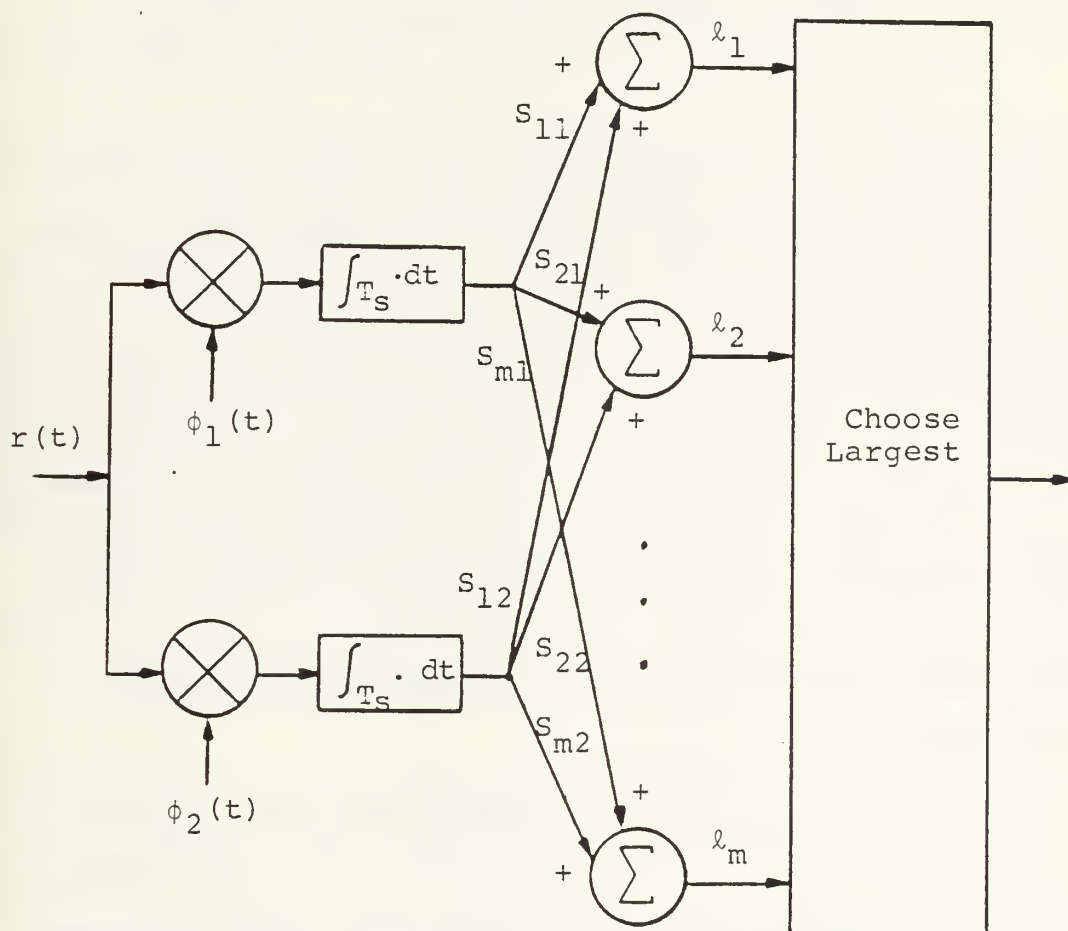 ℓ1
+
Σ
S11
+
∫Ts ·dt
S21
+
Σ
ℓ2
Sm1
+
ϕ1(t)
r(t)
Choose
Largest
S12
S22
∫Ts · dt
Sm2
+
ϕ2(t)
ℓm
+
Σ